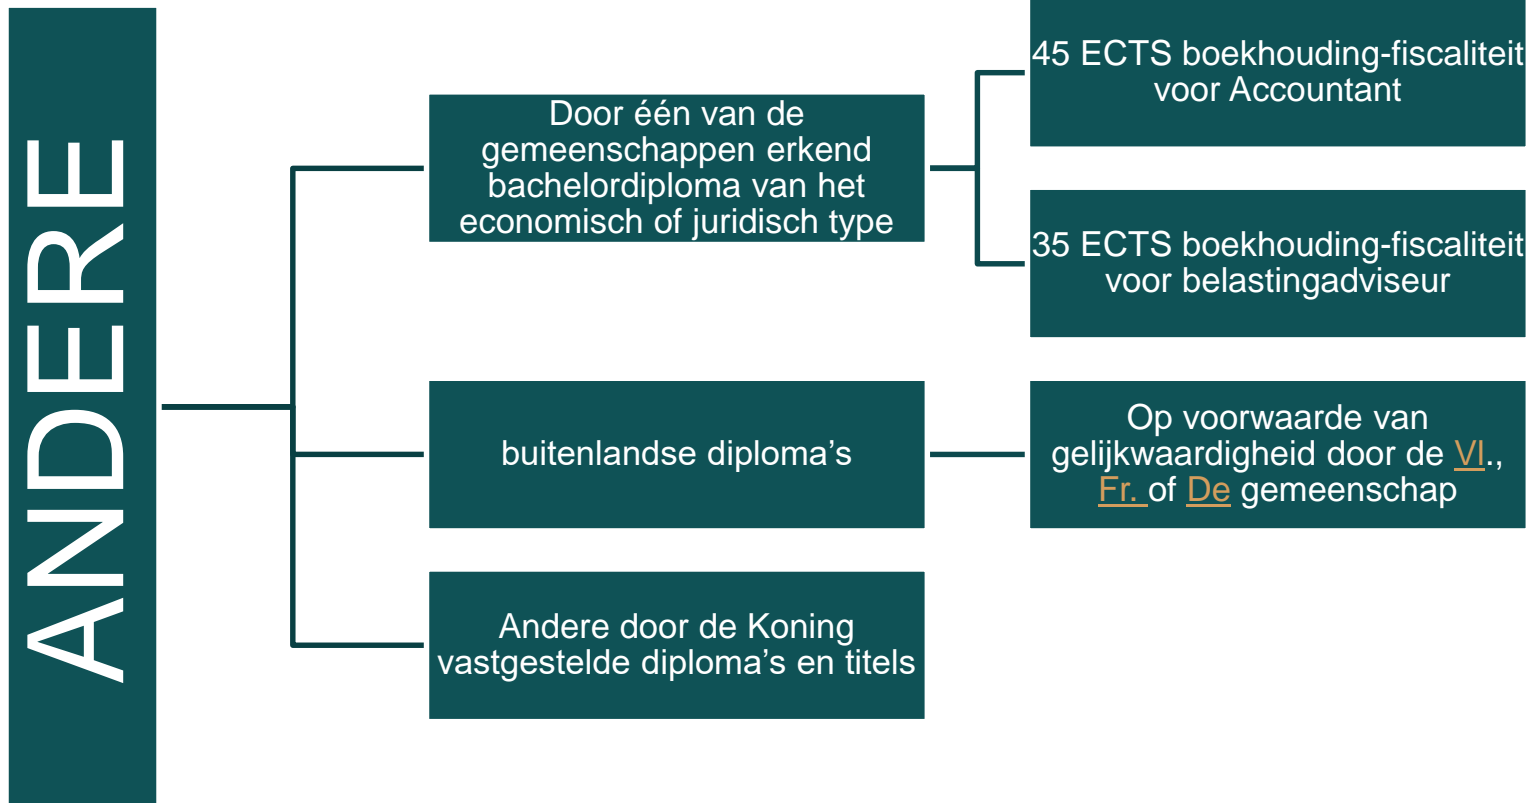 ANDERE
Door één van de
gemeenschappen erkend
bachelordiploma van het
economisch of juridisch type
45 ECTS boekhouding-fiscaliteit
voor Accountant
35 ECTS boekhouding-fiscaliteit
voor belastingadviseur
buitenlandse diploma’s
Op voorwaarde van
gelijkwaardigheid door de Vl.,
Fr. of De gemeenschap
Andere door de Koning
vastgestelde diploma’s en titels